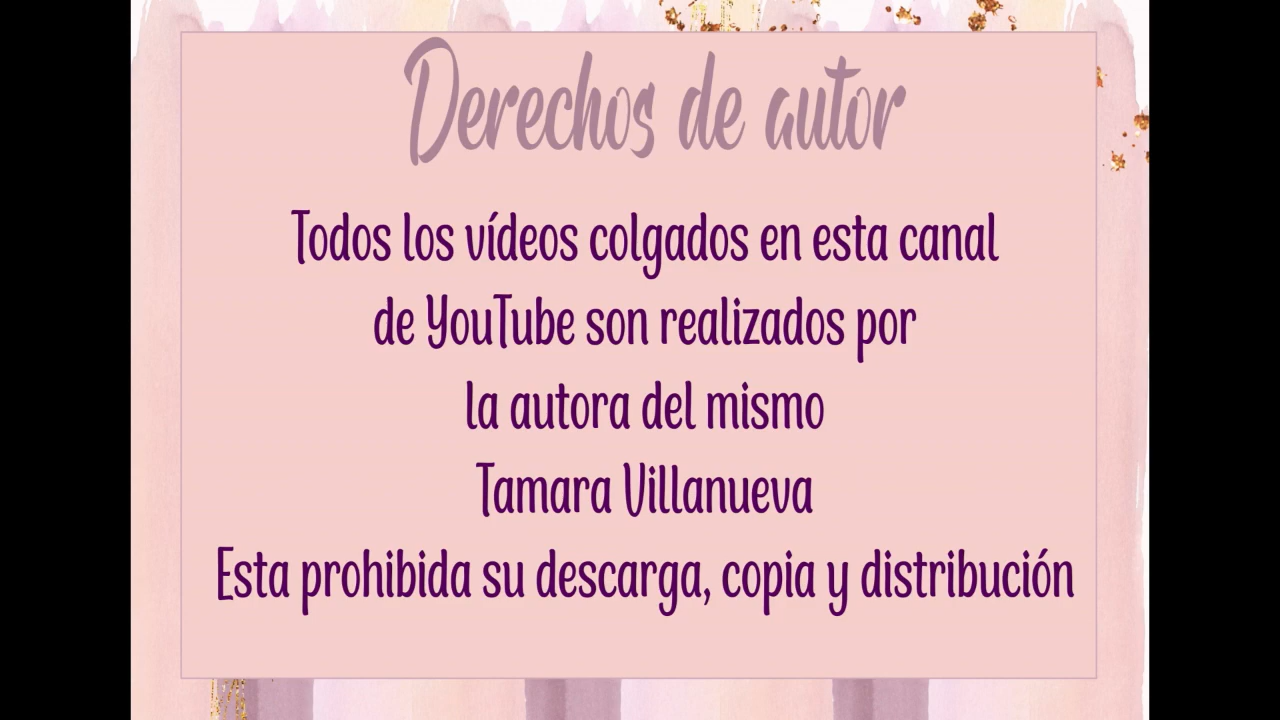 Derechos de autor
Todos los vídeos colgados en esta canal
de YouTube son realizados por
la autora del mismo
Tamara Villanueva
Esta prohibida su descarga, copia y distribución